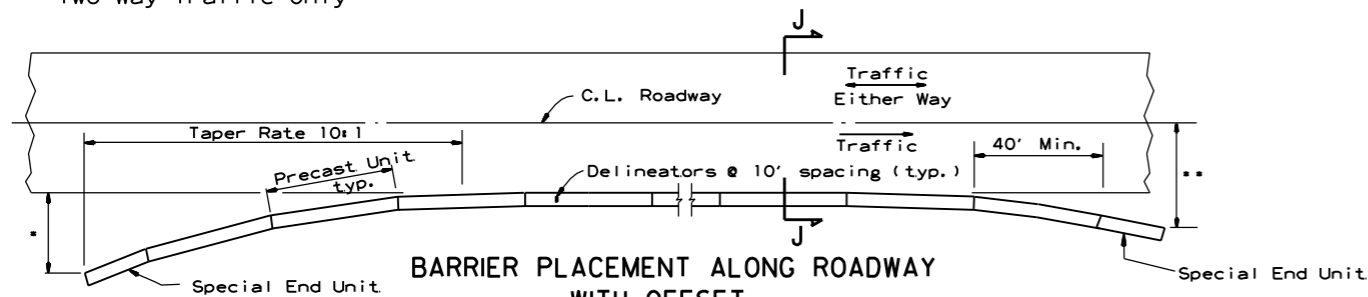 Two Way Traffic Only
J
Traffic
Either Way
C.L. Roadway
Taper Rate 10:1
Traffic
40' Min.
Precast Unit
typ.
Delineators @ 10' spacing (typ.)
**
*
J
BARRIER PLACEMENT ALONG ROADWAY
WITH OFFSET
Special End Unit
Special End Unit